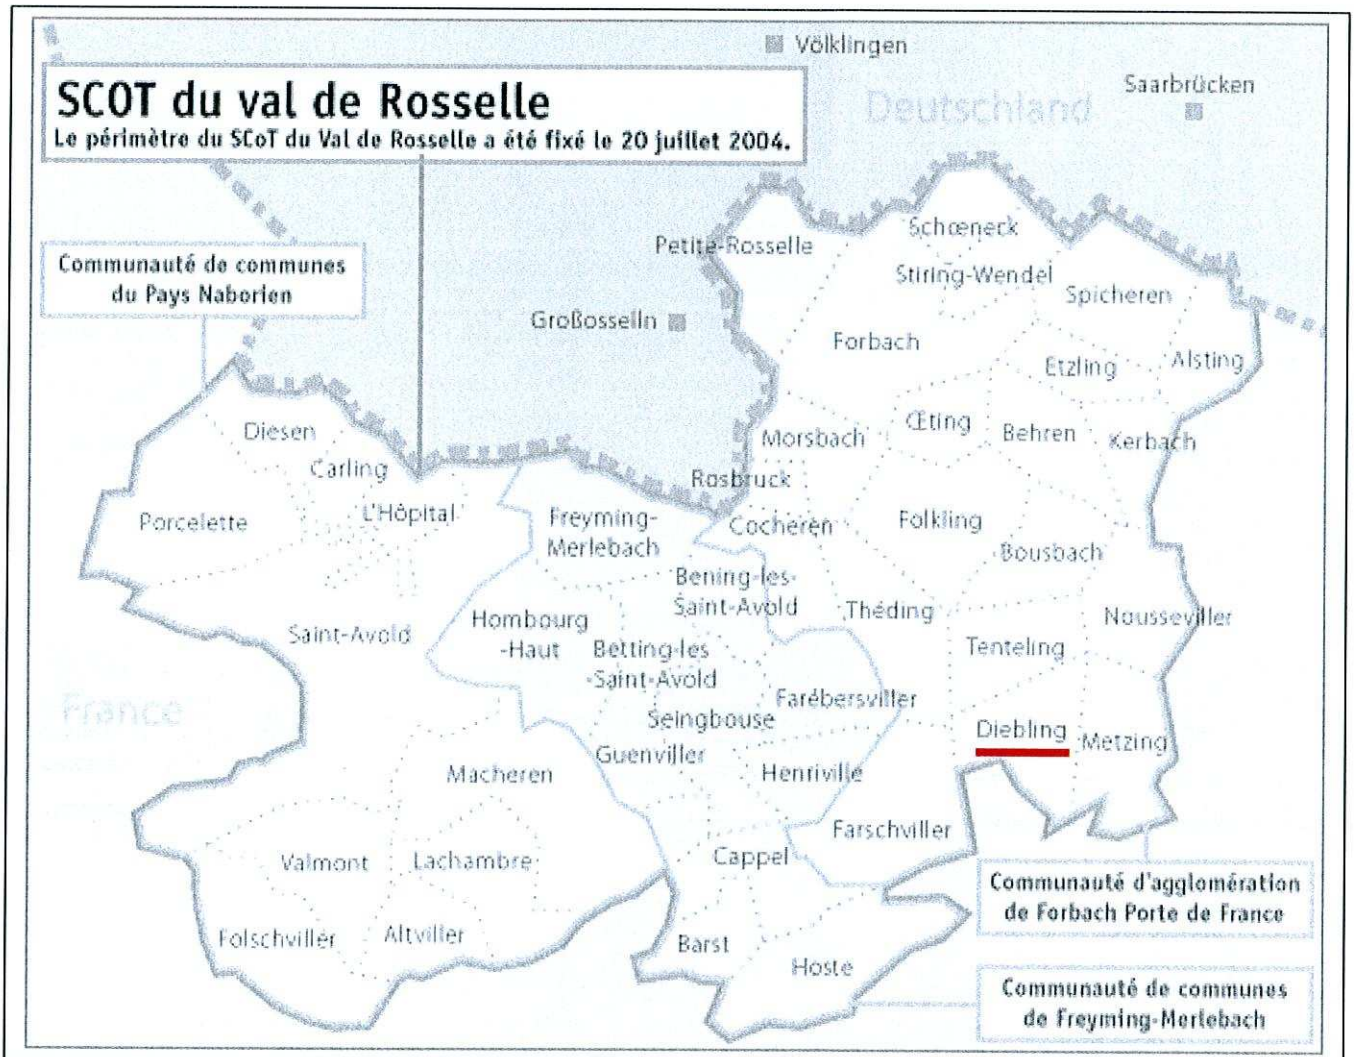 Völklingen
SCOT du val de Rosselle
Le périmètre du SCoT du Val de Rosselle a été fixé le 20 juillet 2004.
Deutschland
Saarbrücken
Communauté de communes
du Pays Naborien
Petite-Rosselle
Schœneck
Stiring-Wendel
Spicheren
Großosselln
Forbach
Etzling
Alsting
Diesen
Carling
Morsbach
Œting
Behren
Kerbach
Rosbruck
Porcelette
L'Hôpital
Freyming-
Merlebach
Cocheren
Folkling
Bousbach
Bening-les-
Saint-Avold
Théding
Nousseviller
Saint-Avold
Hombourg
-Haut
Betting-les
-Saint-Avold
Tenteling
France
Farébersviller
Seingbouse
Diebling
Metzing
Guenviller
Macheren
Henriville
Farschviller
Valmont
Lachambre
Cappel
Communauté d'agglomération
de Forbach Porte de France
Folschviller
Altviller
Barst
Hoste
Communauté de communes
de Freyming-Merlebach